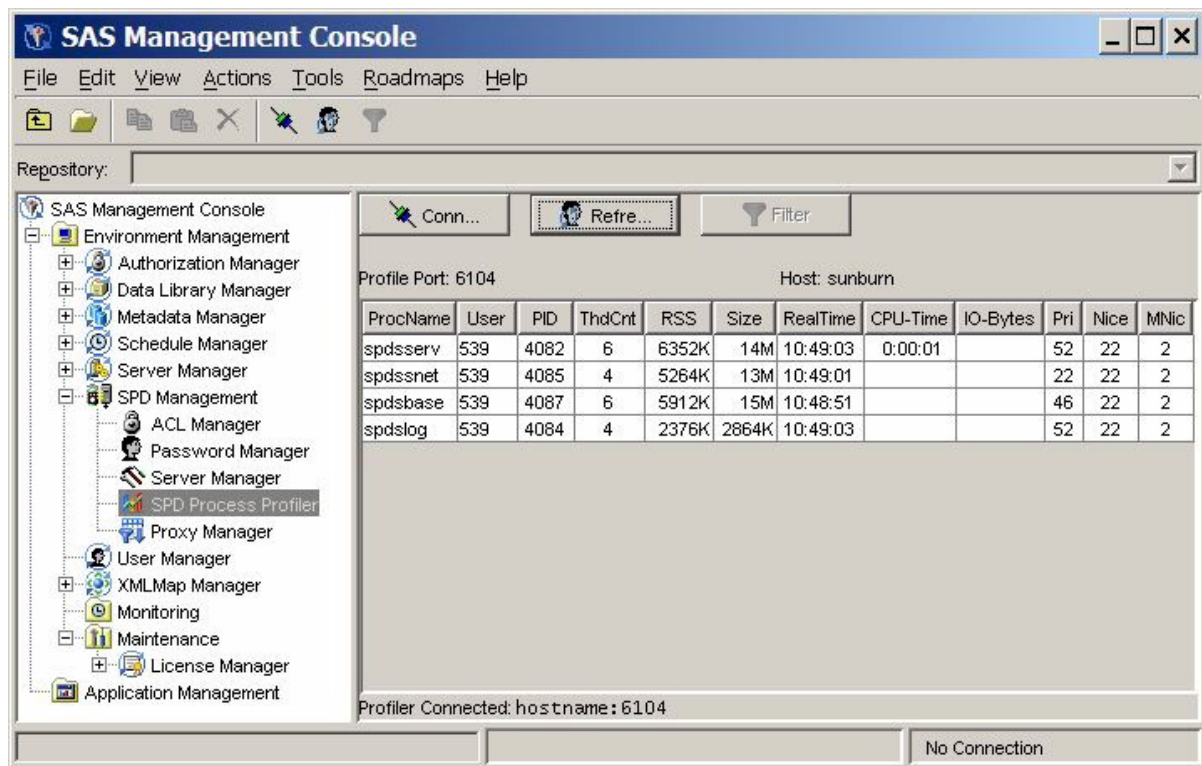 SAS Management Console
File Edit View Actions Tools Roadmaps Help
Repository:
SAS Management Console
Environment Management
Authorization Manager
Data Library Manager
Metadata Manager
Schedule Manager
Server Manager
SPD Management
ACL Manager
Password Manager
Server Manager
SPD Process Profiler
Proxy Manager
User Manager
XMLMap Manager
Monitoring
Maintenance
License Manager
Application Management
Conn... Refre... Filter
Profile Port: 6104 Host: sunburn
ProcName User PID ThdCnt RSS Size RealTime CPU-Time IO-Bytes Pri Nice MNic
spdsserv 539 4082 6 6352K 14M 10:49:03 0:00:01 52 22 2
spdssnet 539 4085 4 5264K 13M 10:49:01 22 22 2
spdsbase 539 4087 6 5912K 15M 10:48:51 46 22 2
spdslog 539 4084 4 2376K 2864K 10:49:03 52 22 2
Profiler Connected: hostname:6104
No Connection